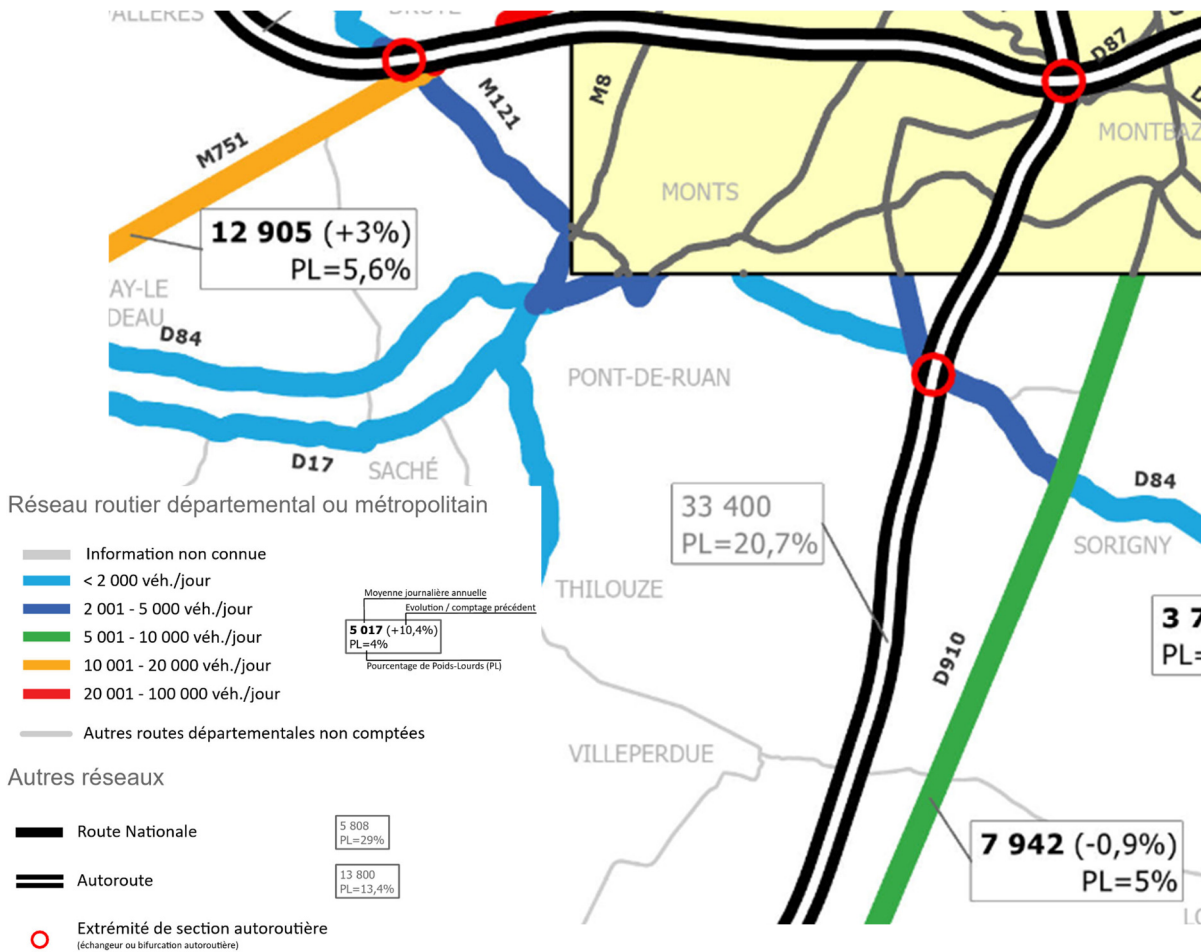 VALLERES
M121
M8
D87
MONTBAZ
M751
MONTS
12 905 (+3%)
PL=5,6%
AY-LE
DEAU
D84
PONT-DE-RUAN
D17
SACHÉ
D84
33 400
PL=20,7%
SORIGNY
THILOUZE
3 7
PL=
D910
VILLEPERDUE
7 942 (-0,9%)
PL=5%
LO
Réseau routier départemental ou métropolitain
Information non connue
< 2 000 véh./jour
2 001 - 5 000 véh./jour
5 001 - 10 000 véh./jour
10 001 - 20 000 véh./jour
20 001 - 100 000 véh./jour
Autres routes départementales non comptées
Moyenne journalière annuelle
Evolution / comptage précédent
5 017 (+10,4%)
PL=4%
Pourcentage de Poids-Lourds (PL)
Autres réseaux
Route Nationale
5 808
PL=29%
Autoroute
13 800
PL=13,4%
Extrémité de section autoroutière
(échangeur ou bifurcation autoroutière)